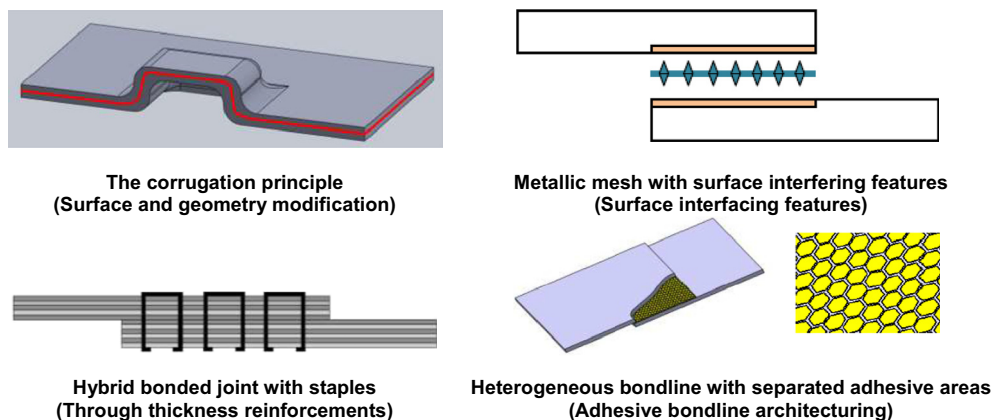 The corrugation principle
(Surface and geometry modification)
Metallic mesh with surface interfering features
(Surface interfacing features)
Hybrid bonded joint with staples
(Through thickness reinforcements)
Heterogeneous bondline with separated adhesive areas
(Adhesive bondline architecturing)